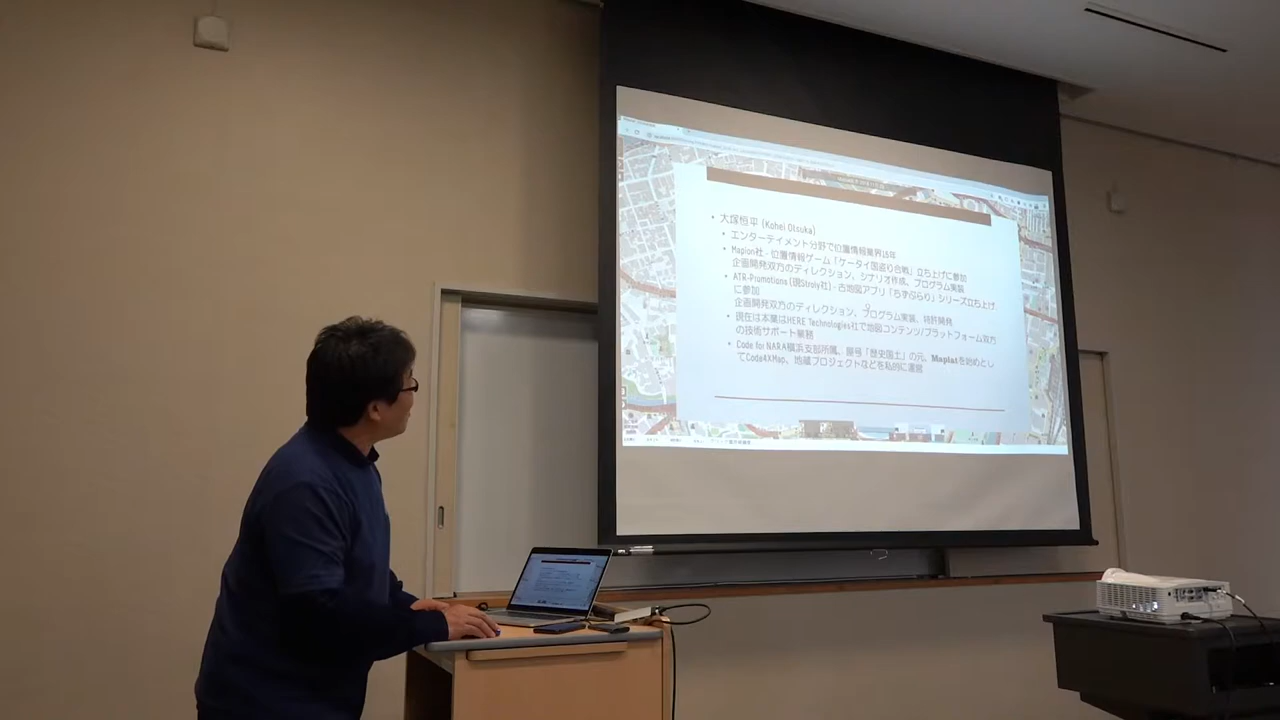 大塚恒平 (Kohei Otsuka)
エンターテイメント分野で位置情報業界15年
Mapion社 - 位置情報ゲーム「ケータイ国盗り合戦」立ち上げに参加
企画開発双方のディレクション、シナリオ作成、プログラム実装
ATR-Promotions (現Stroly社) - 古地図アプリ「ちずぶらり」シリーズ立ち上げ
に参加
企画開発双方のディレクション、プログラム実装、特許開発
現在は本業はHERE Technologies社で地図コンテンツ/プラットフォーム双方
の技術サポート業務
Code for NARA横浜支部所属、屋号「歴史国土」の元、Maplatを始めとし
てCode4XMap、地蔵プロジェクトなどを私的に運営